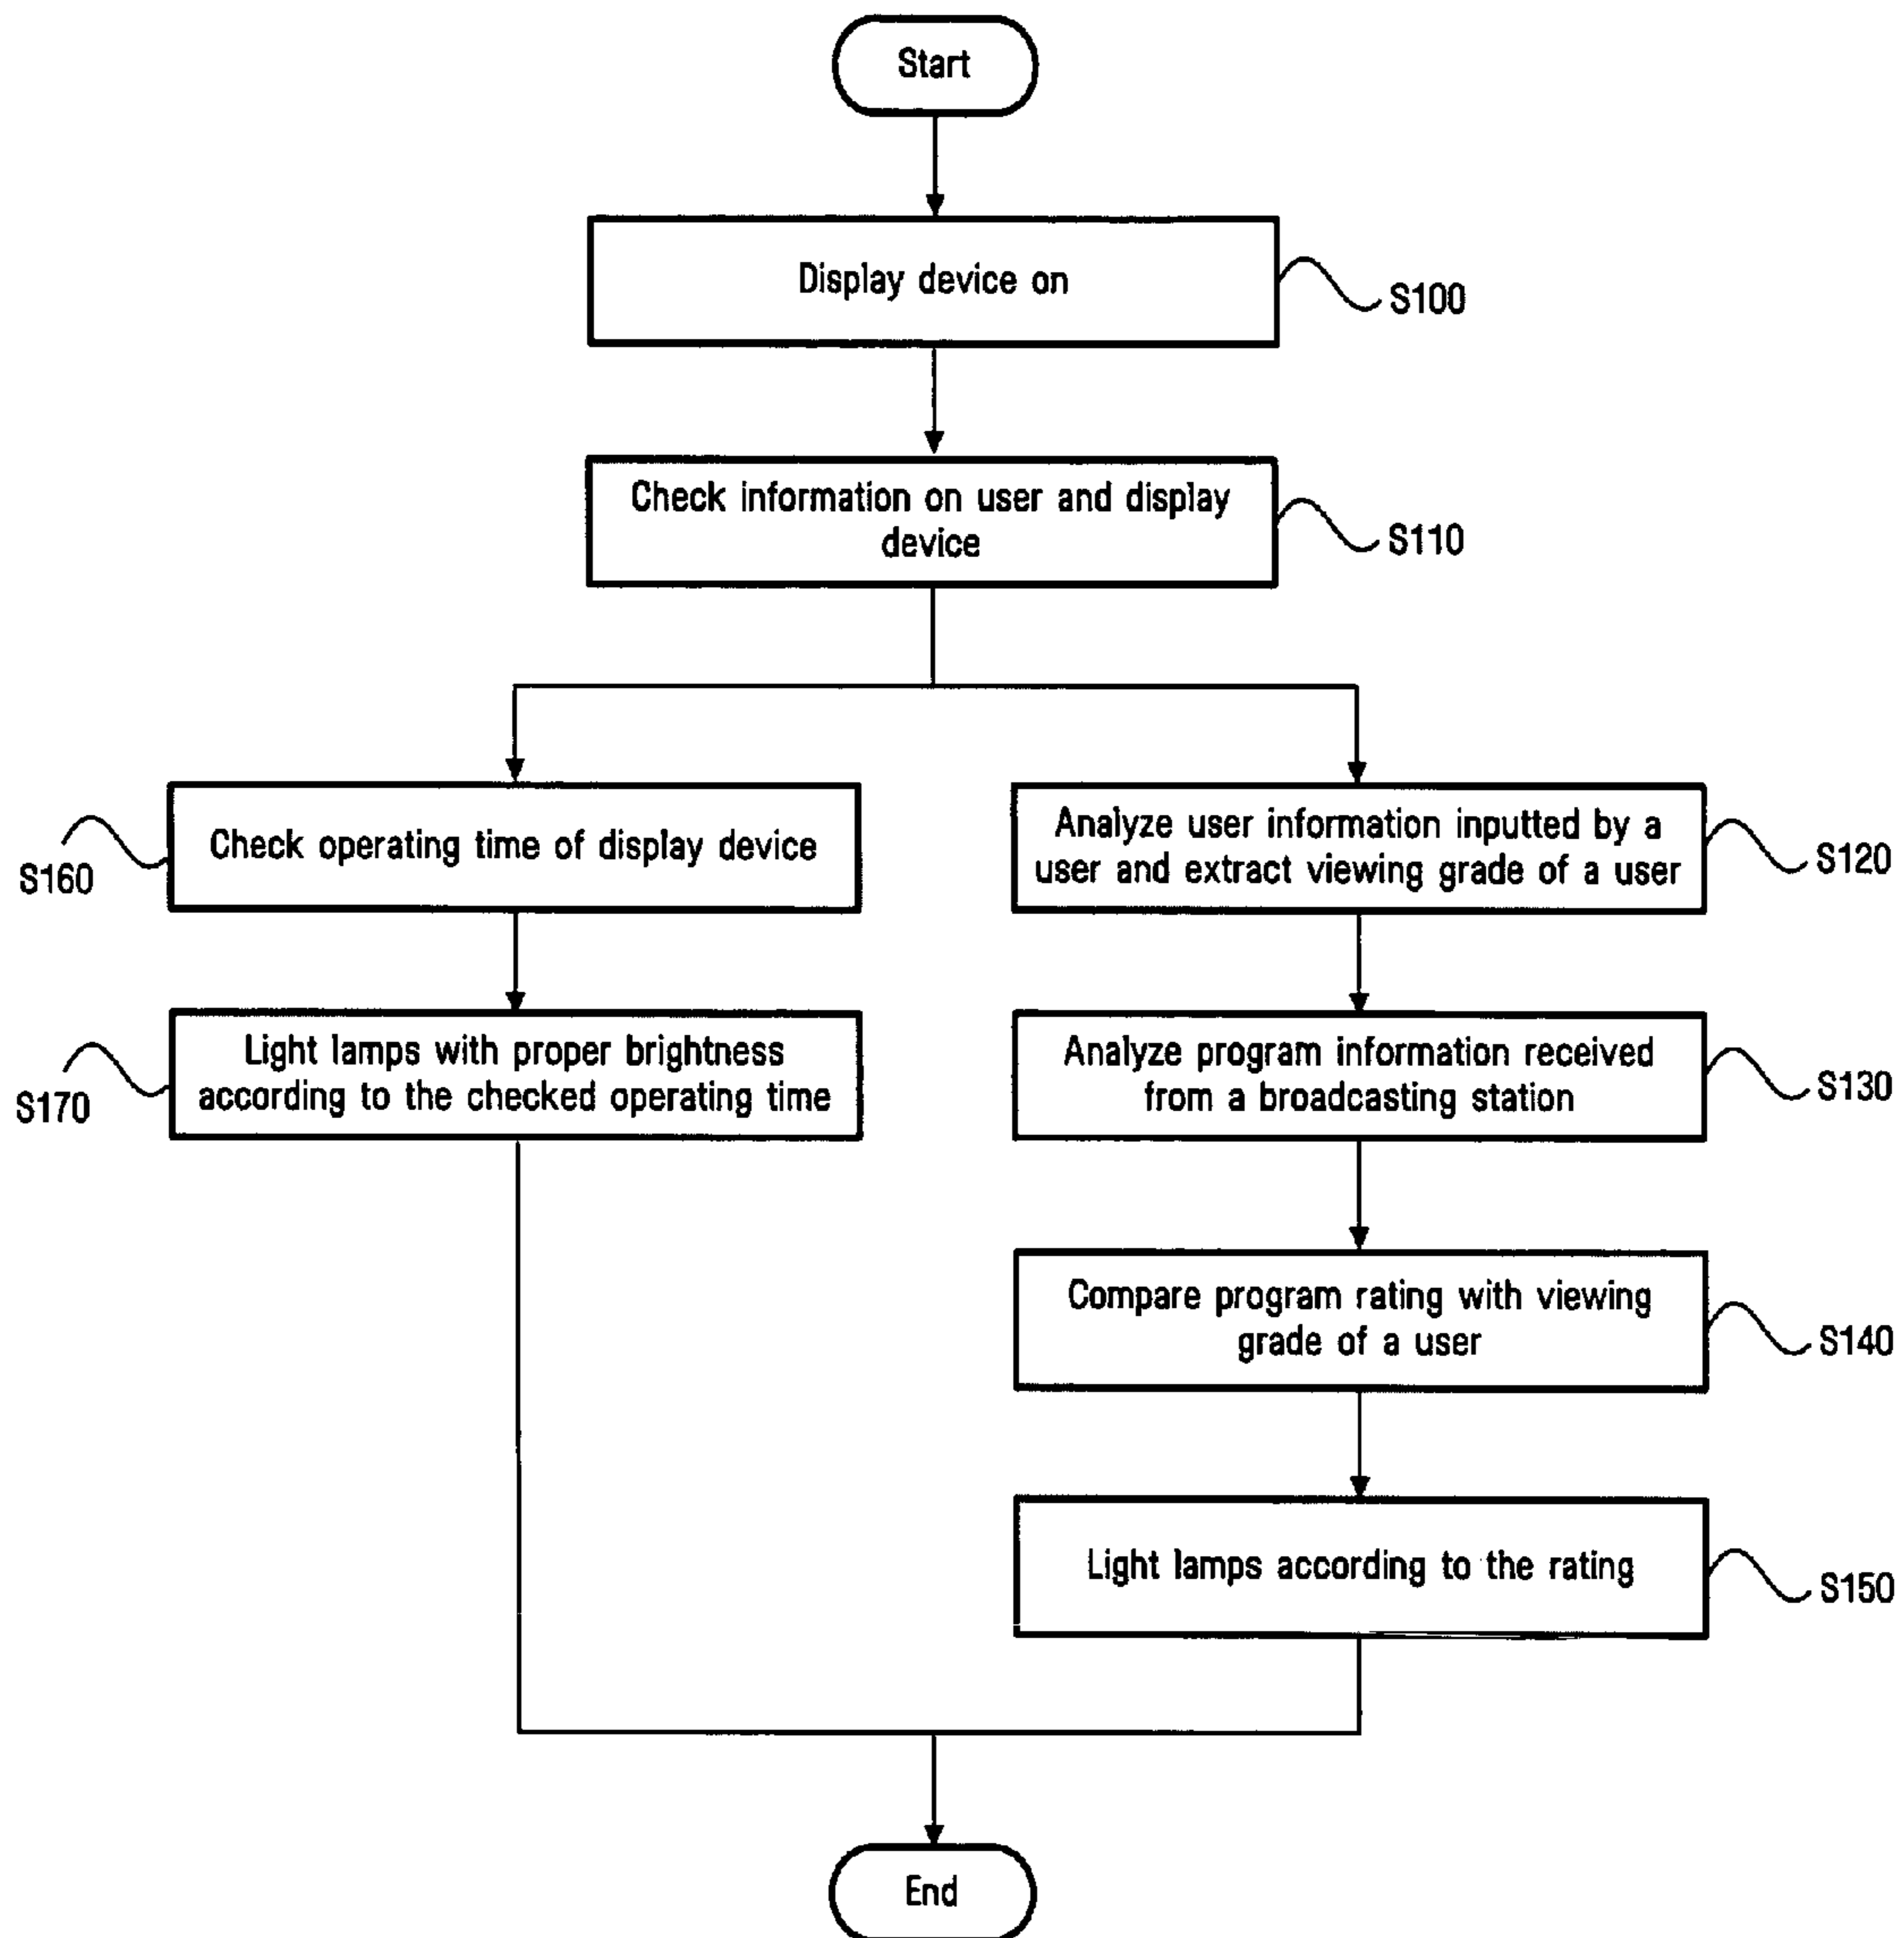 Start
Display device on
S100
Check information on user and display
device
S110
Check operating time of display device
S160
Analyze user information inputted by a
user and extract viewing grade of a user
S120
Light lamps with proper brightness
according to the checked operating time
S170
Analyze program information received
from a broadcasting station
S130
Compare program rating with viewing
grade of a user
S140
Light lamps according to the rating
S150
End